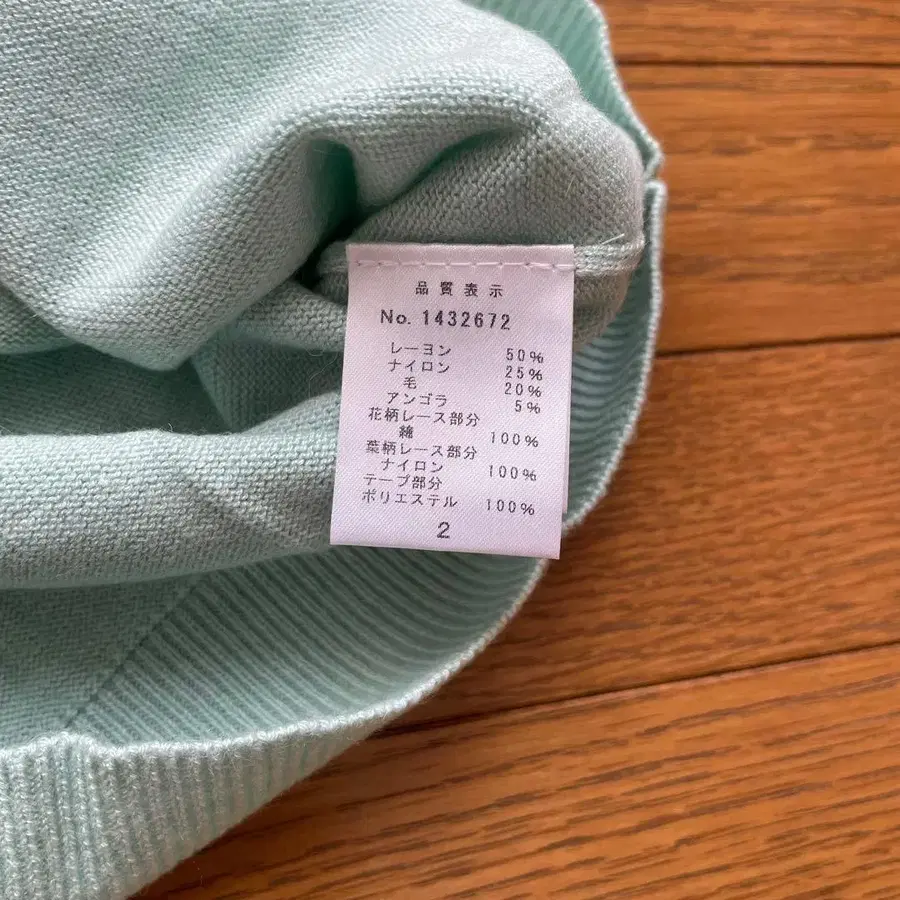 品質表示
No. 1432672
レーヨン 50%
ナイロン 25%
毛 20%
アンゴラ 5%
花柄レース部分
綿 100%
葉柄レース部分
ナイロン 100%
テープ部分
ポリエステル 100%
2